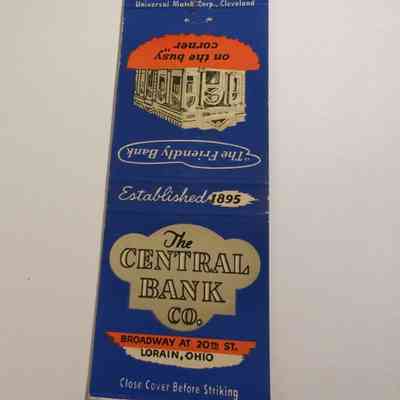 Universal Match Corp., Cleveland
"on the busy
corner"
"The Friendly Bank
Established 1895
The
CENTRAL
BANK
CO.
BROADWAY AT 20TH ST.
LORAIN, OHIO
Close Cover Before Striking